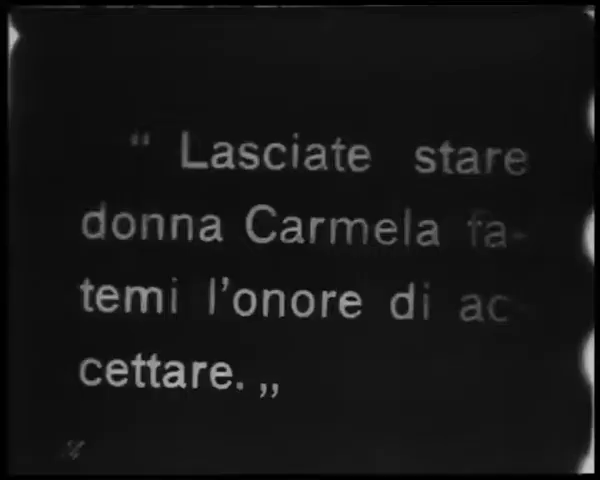 “ Lasciate stare
donna Carmela fa-
temi l'onore di ac-
cettare.„